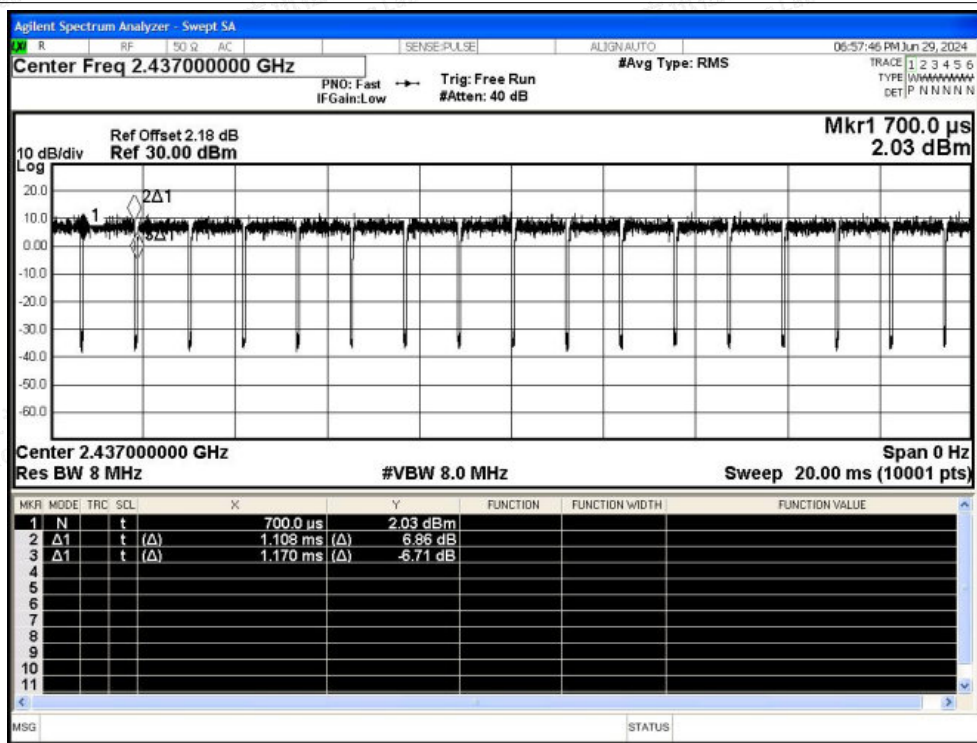 Agilent Spectrum Analyzer - Swept SA
LXI R RF 50 Ω AC SENSE:PULSE ALIGN AUTO 06:57:46 PM Jun 29, 2024
Center Freq 2.437000000 GHz #Avg Type: RMS TRACE 1 2 3 4 5 6
PNO: Fast Trig: Free Run TYPE
IFGain:Low #Atten: 40 dB DET P N N N N N
Mkr1 700.0 µs
Ref Offset 2.18 dB
10 dB/div Ref 30.00 dBm 2.03 dBm
Log
20.0
2Δ1
10.0
1
3Δ1
0.00
-10.0
-20.0
-30.0
-40.0
-50.0
-60.0
Center 2.437000000 GHz Span 0 Hz
Res BW 8 MHz #VBW 8.0 MHz Sweep 20.00 ms (10001 pts)
MKR MODE TRC SCL X Y FUNCTION FUNCTION WIDTH FUNCTION VALUE
1 N t 700.0 µs 2.03 dBm
2 Δ1 t (Δ) 1.108 ms (Δ) 6.86 dB
3 Δ1 t (Δ) 1.170 ms (Δ) -6.71 dB
4
5
6
7
8
9
10
11
MSG STATUS